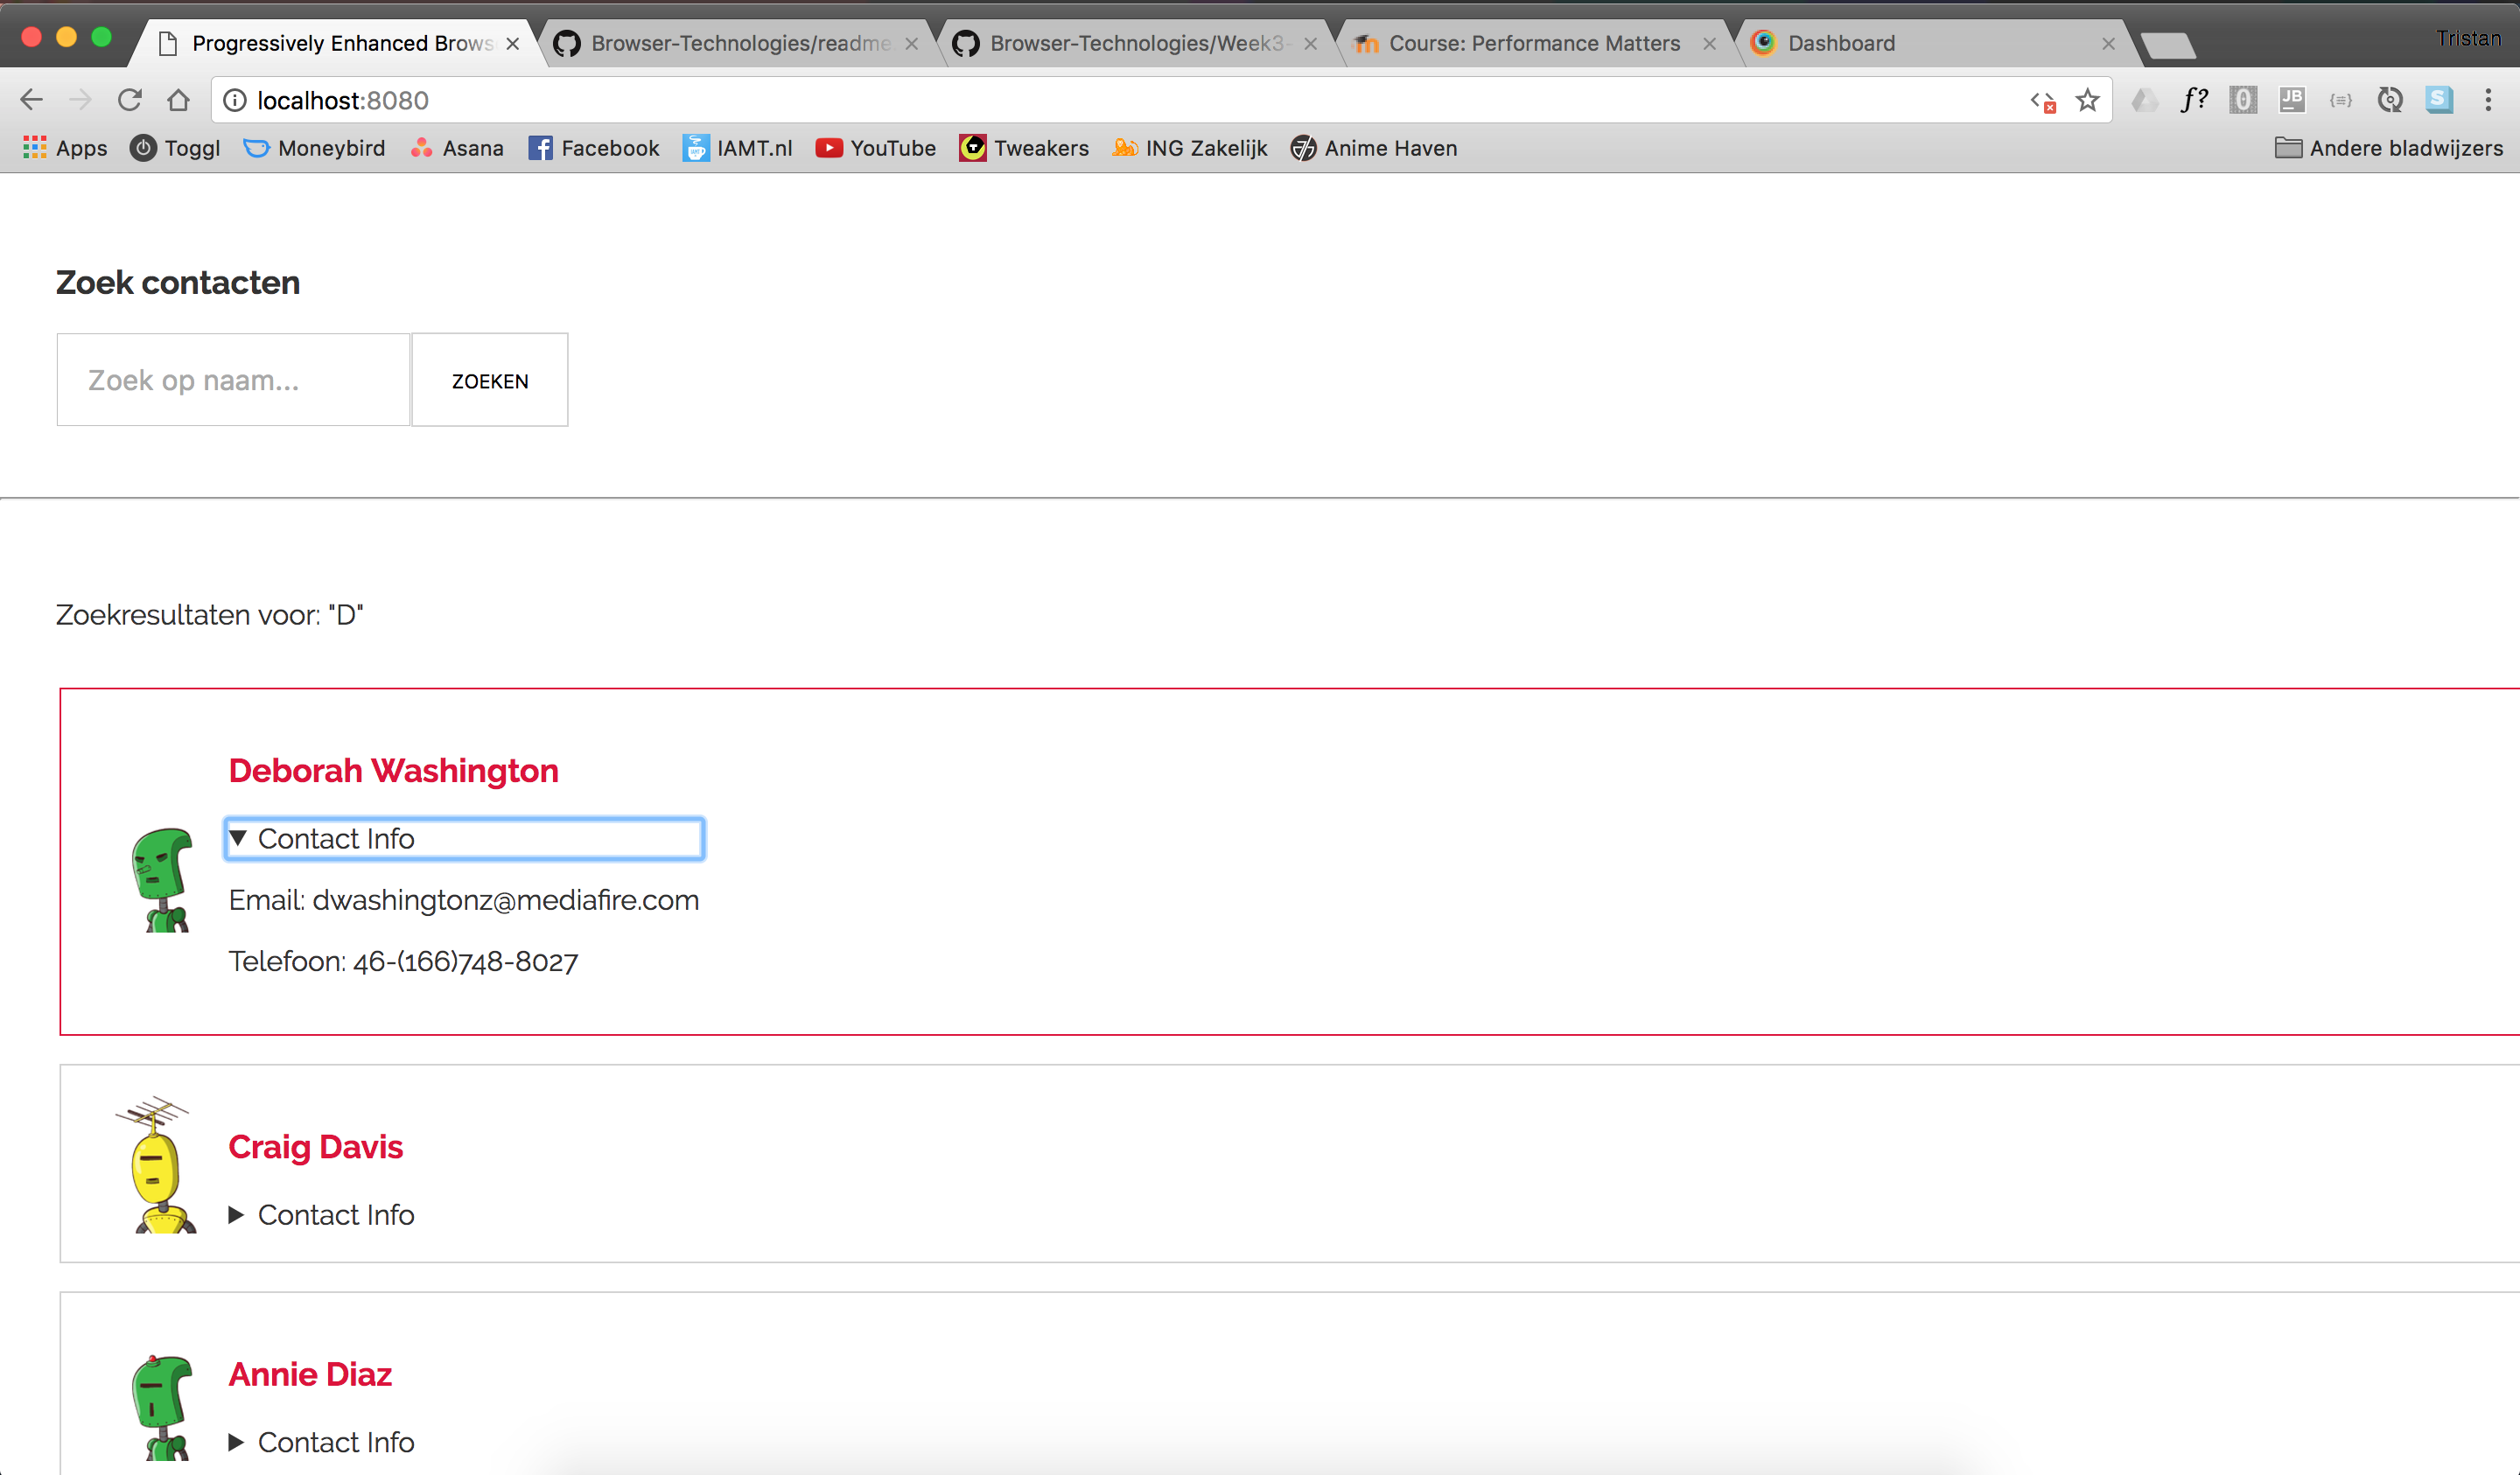 Progressively Enhanced Brows
Browser-Technologies/readme
Browser-Technologies/Week3-
Course: Performance Matters
Dashboard
Tristan
localhost:8080
f?
JB
S
Apps
Toggl
Moneybird
Asana
Facebook
IAMT.nl
YouTube
Tweakers
ING Zakelijk
Anime Haven
Andere bladwijzers
Zoek contacten
Zoek op naam...
ZOEKEN
Zoekresultaten voor: "D"
Deborah Washington
Contact Info
Email: dwashingtonz@mediafire.com
Telefoon: 46-(166)748-8027
Craig Davis
Contact Info
Annie Diaz
Contact Info